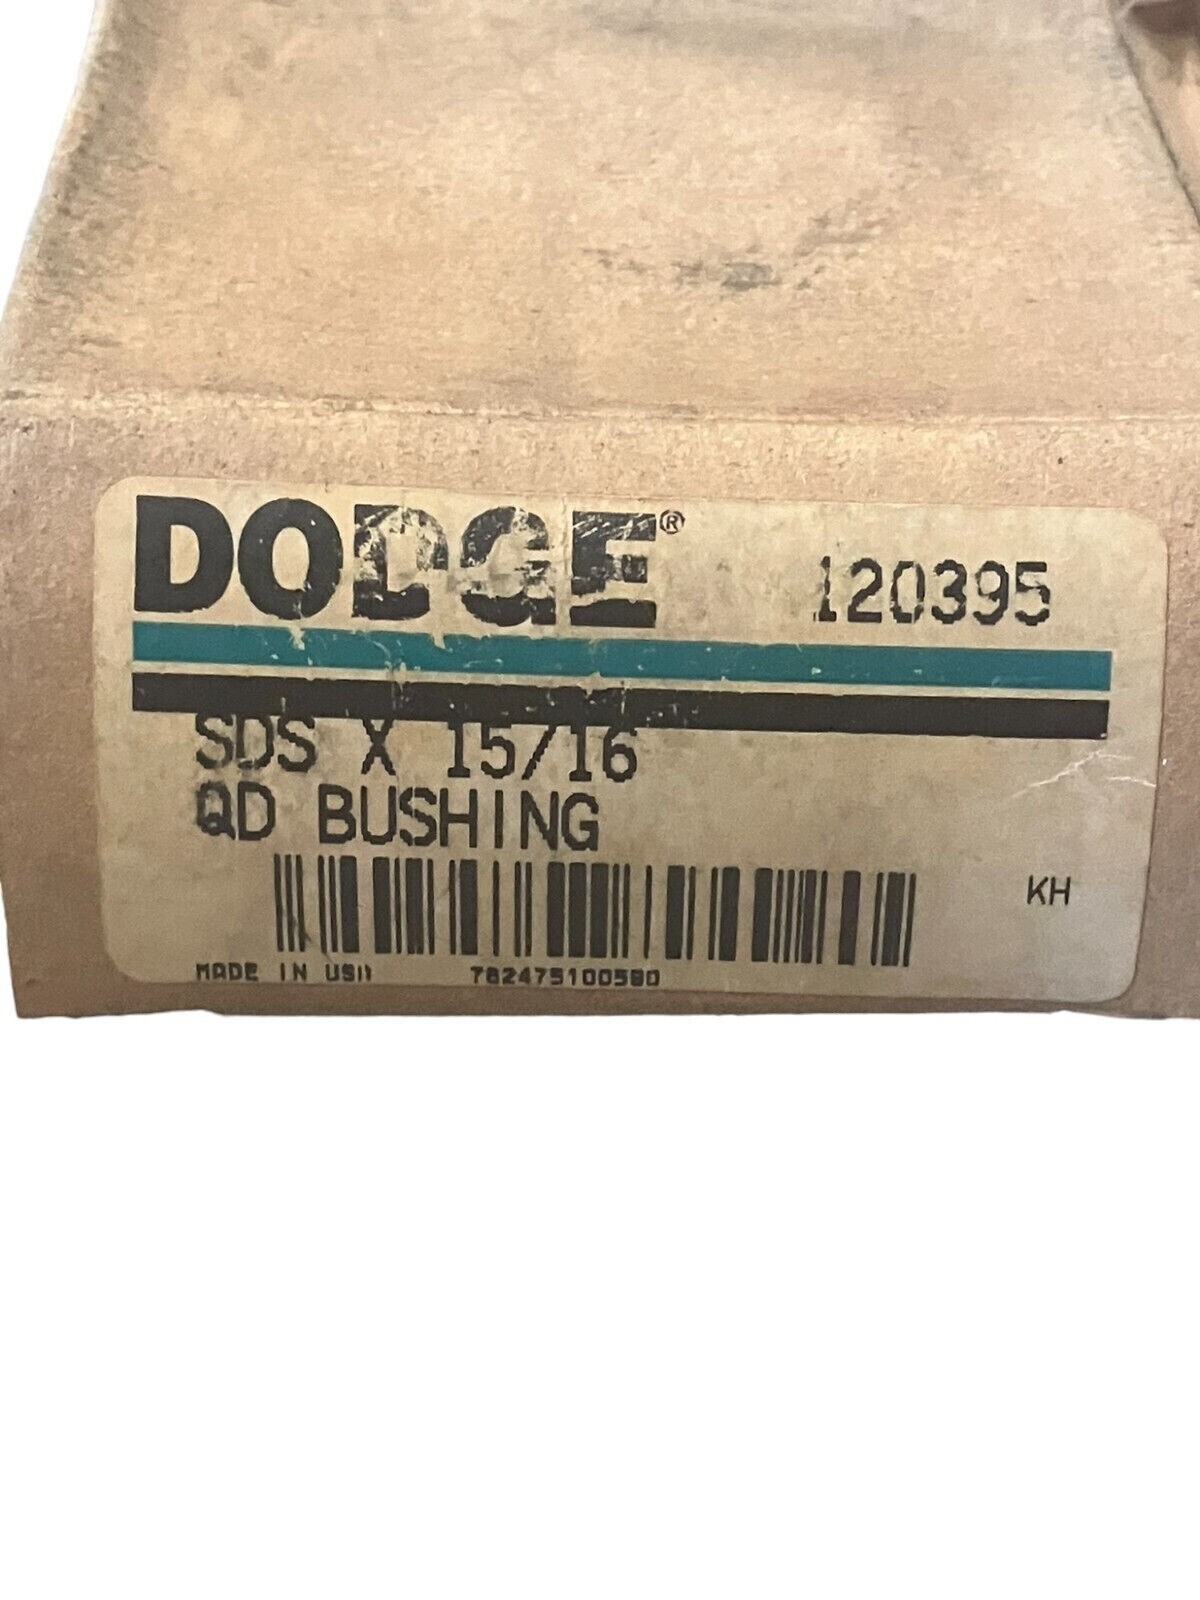 DODGE®
120395
SDS X 15/16
QD BUSHING
KH
MADE IN USA
782475100580